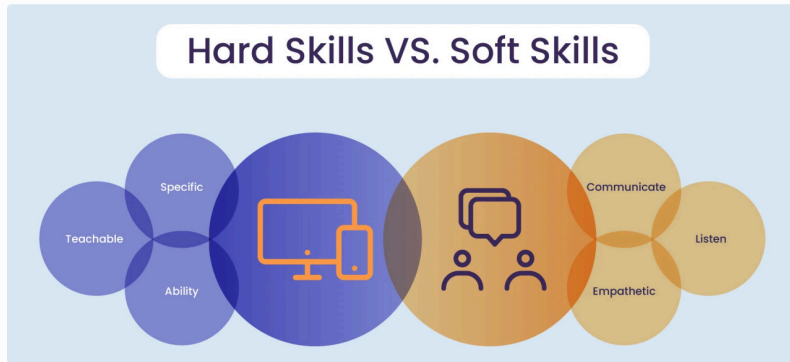 Hard Skills VS. Soft Skills
Specific
Communicate
Teachable
Listen
Ability
Empathetic